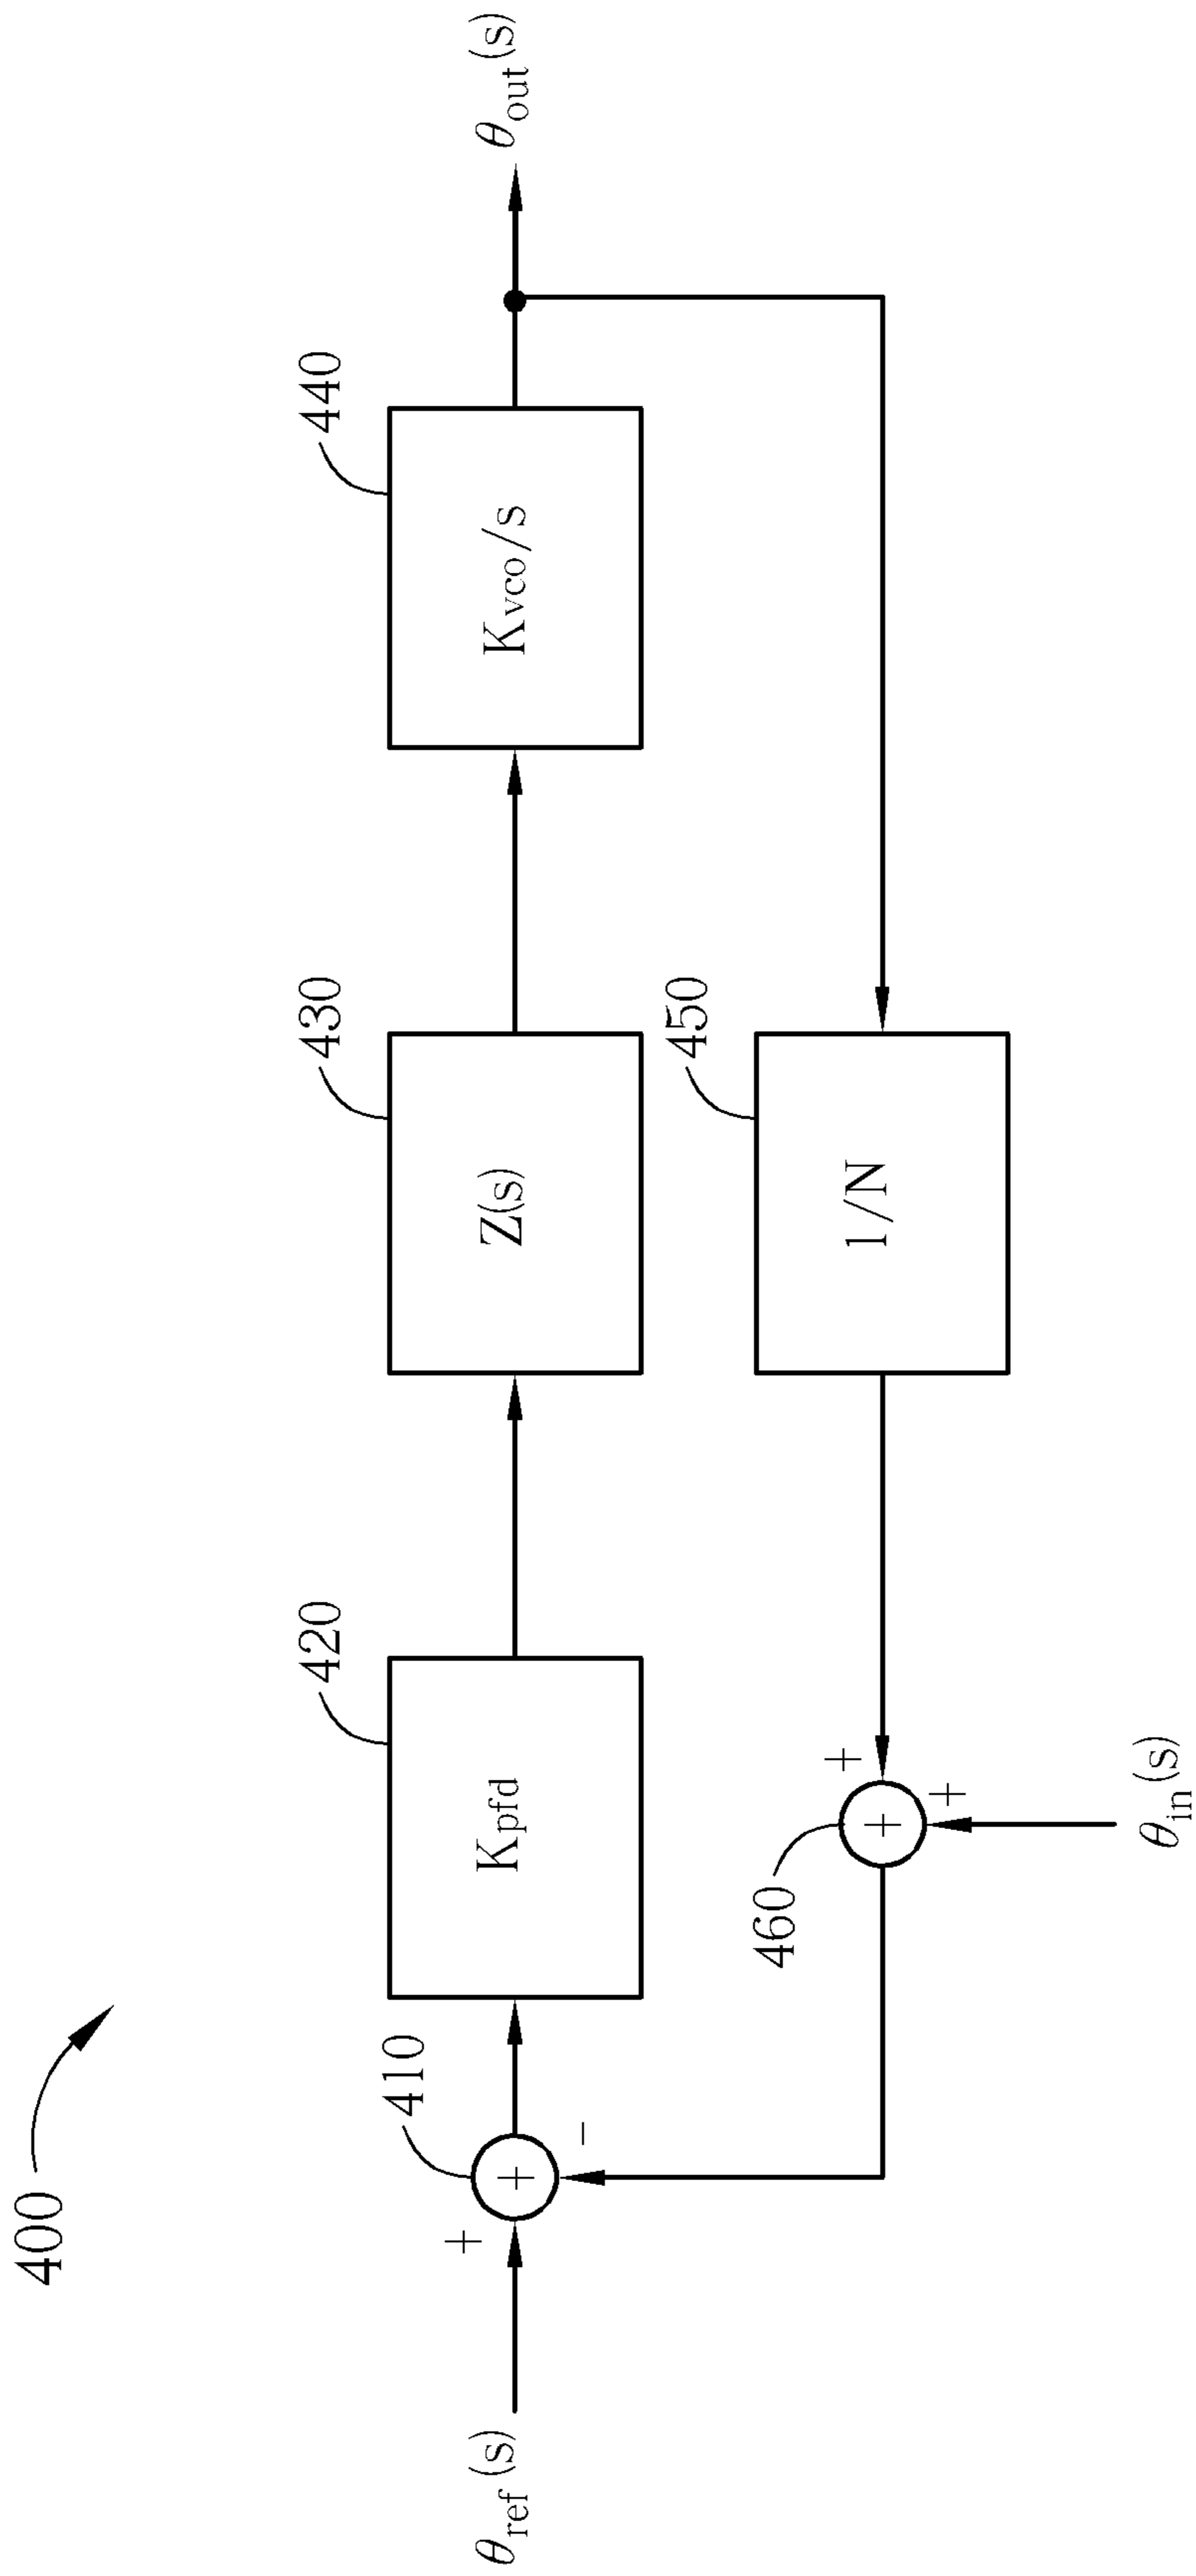 400
θref (s)
+
410
+
-
420
Kpfd
430
Z(s)
440
Kvco/s
θout (s)
450
1/N
460
+
+
+
θin (s)